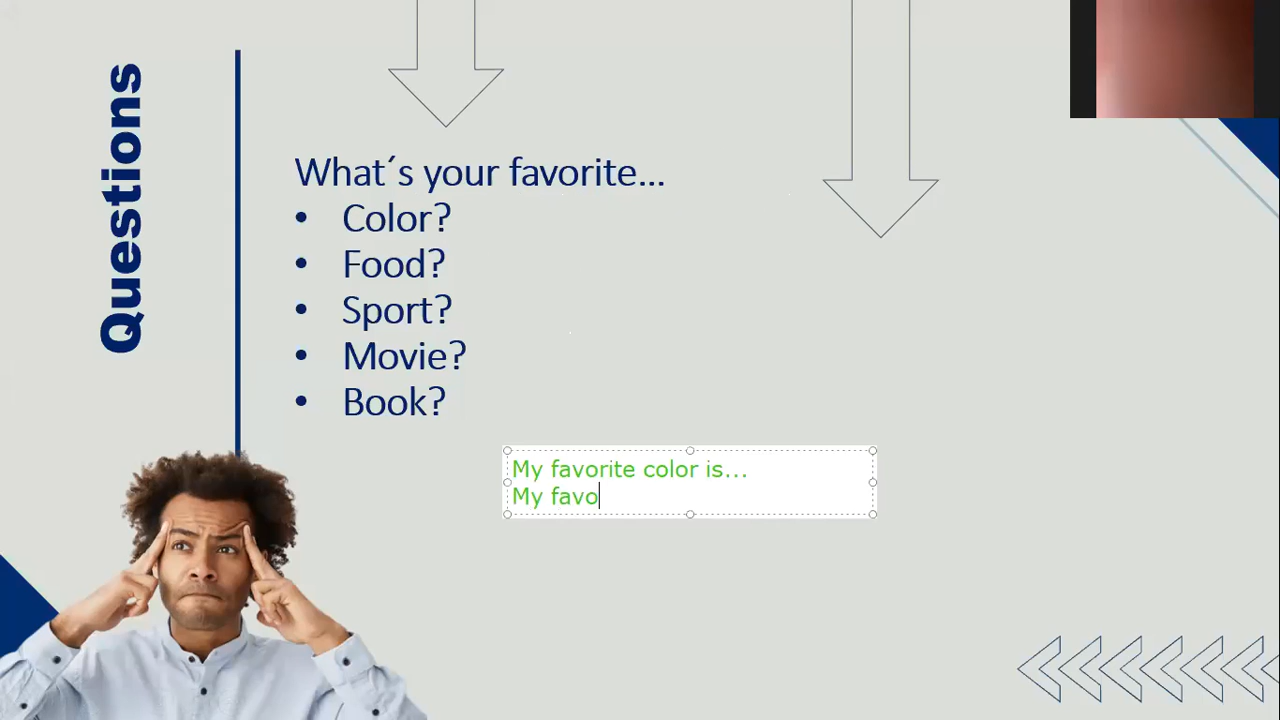 Questions
What´s your favorite...
• Color?
• Food?
• Sport?
• Movie?
• Book?
My favorite color is...
My favo